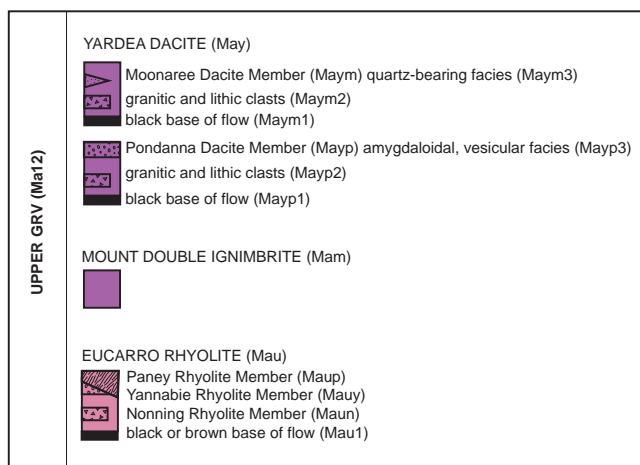 UPPER GRV (Ma12)
YARDEA DACITE (May)
Moonaree Dacite Member (Maym) quartz-bearing facies (Maym3)
granitic and lithic clasts (Maym2)
black base of flow (Maym1)
Pondanna Dacite Member (Mayp) amygdaloidal, vesicular facies (Mayp3)
granitic and lithic clasts (Mayp2)
black base of flow (Mayp1)
MOUNT DOUBLE IGNIMBRITE (Mam)
EUCARRO RHYOLITE (Mau)
Paney Rhyolite Member (Maup)
Yannabie Rhyolite Member (Mauy)
Nonning Rhyolite Member (Maun)
black or brown base of flow (Mau1)